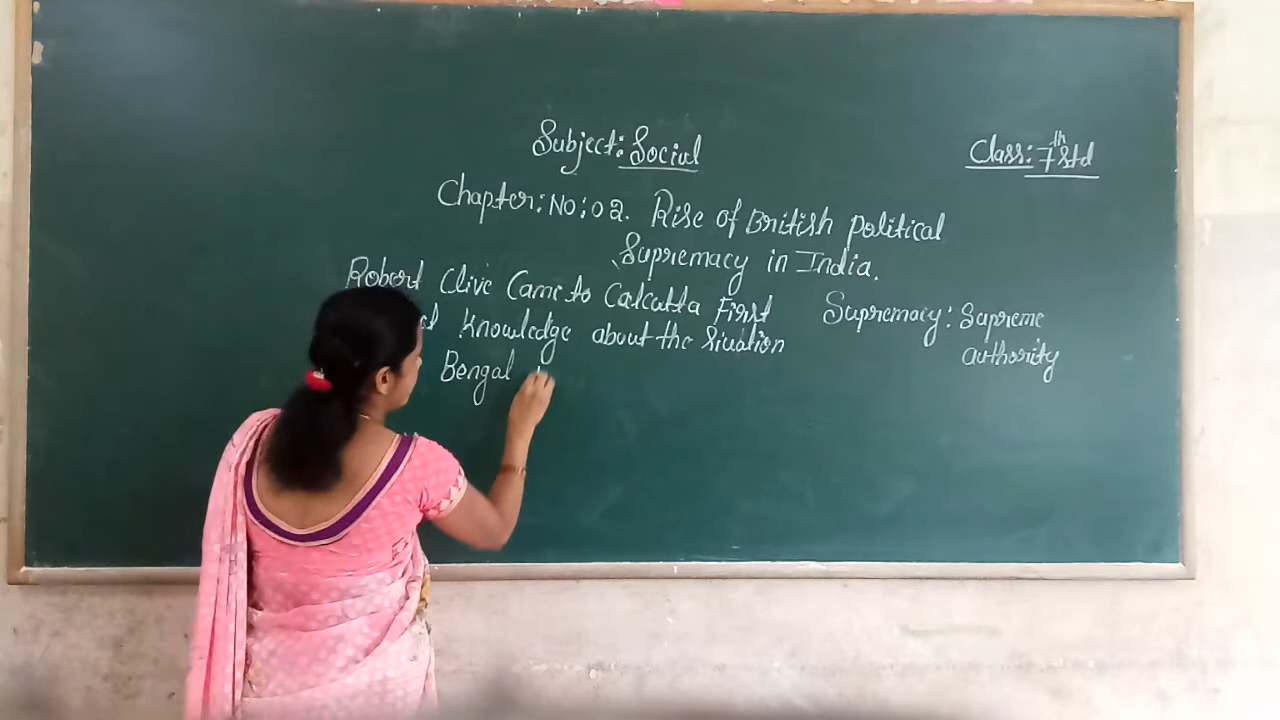 Subject: Social
Class: 7th Std
Chapter: No: 02. Rise of British political
Supremacy in India.
Robert Clive Came to Calcutta First
Knowledge about the Siuation
Bengal
Supremacy: Supreme
authority